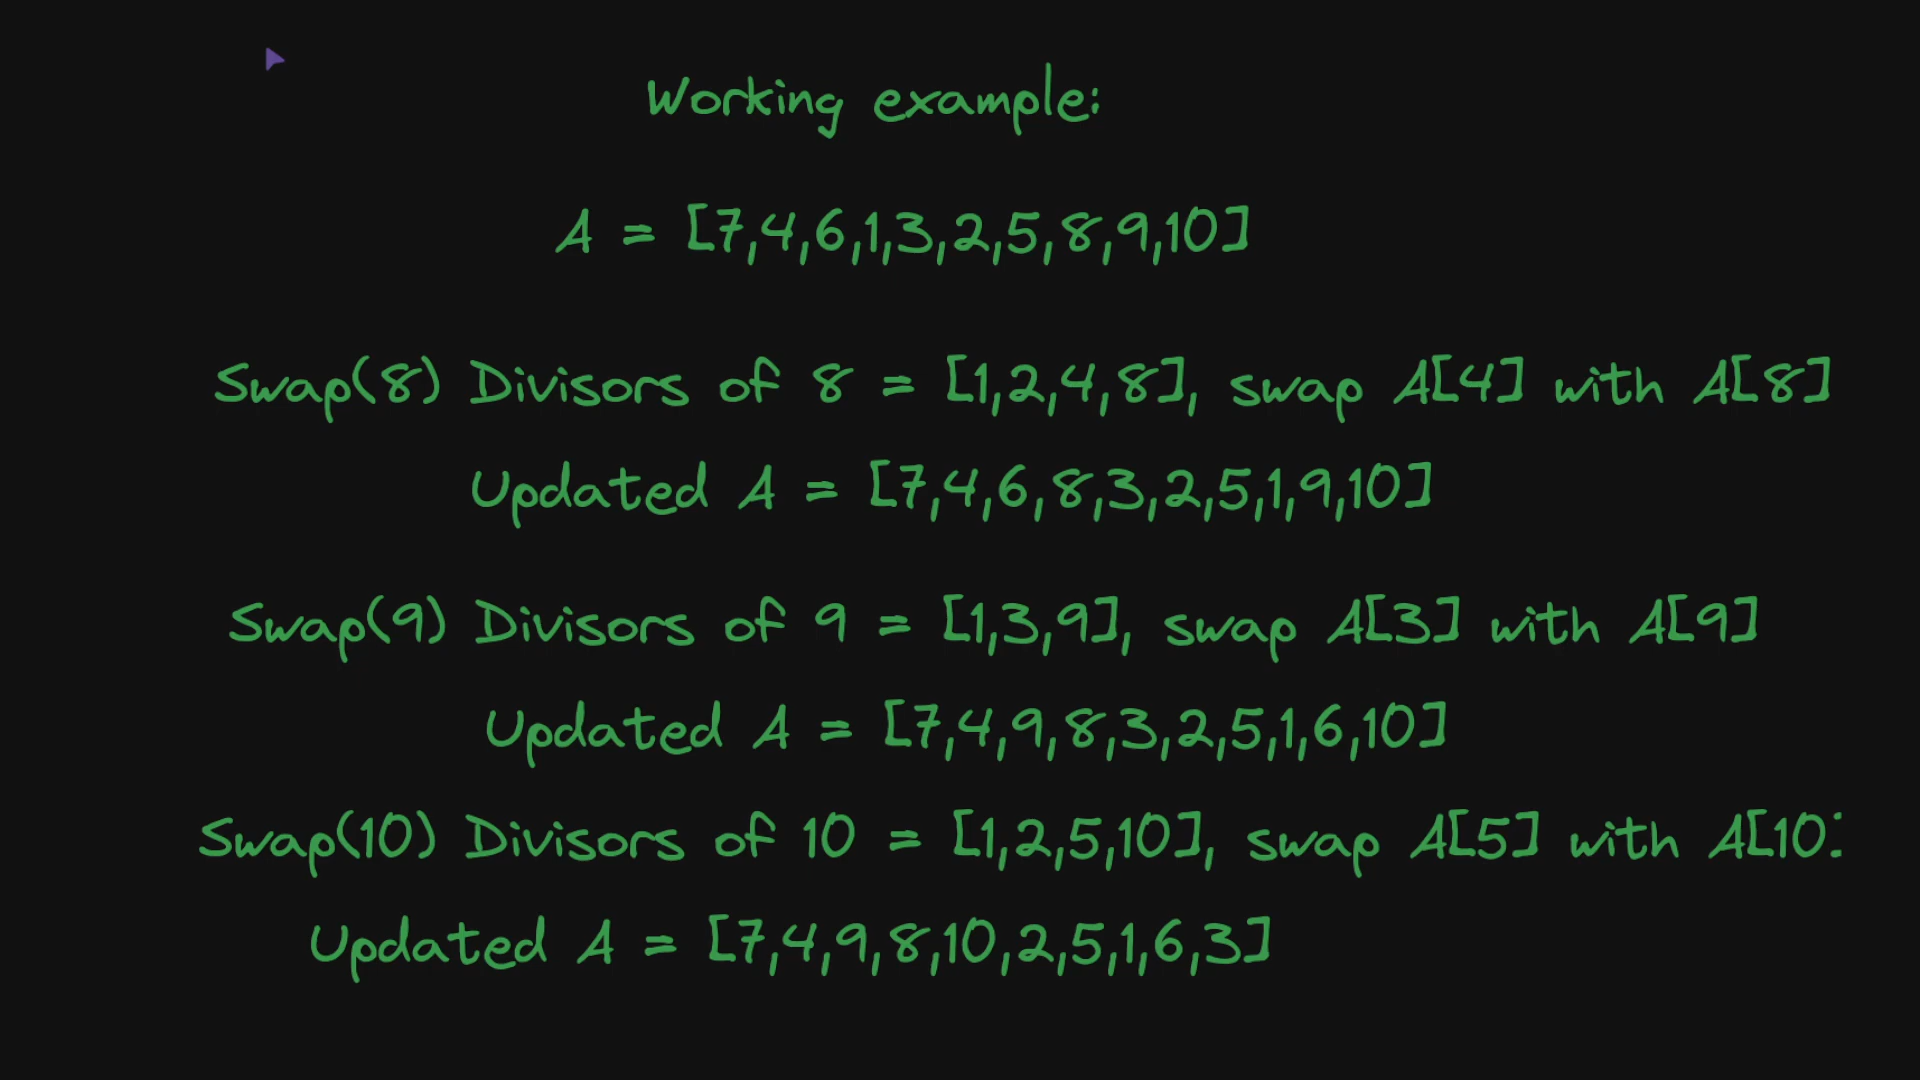 Working example:
A = [7,4,6,1,3,2,5,8,9,10]
Swap(8) Divisors of 8 = [1,2,4,8], swap A[4] with A[8]
Updated A = [7,4,6,8,3,2,5,1,9,10]
Swap(9) Divisors of 9 = [1,3,9], swap A[3] with A[9]
Updated A = [7,4,9,8,3,2,5,1,6,10]
Swap(10) Divisors of 10 = [1,2,5,10], swap A[5] with A[10]
Updated A = [7,4,9,8,10,2,5,1,6,3]